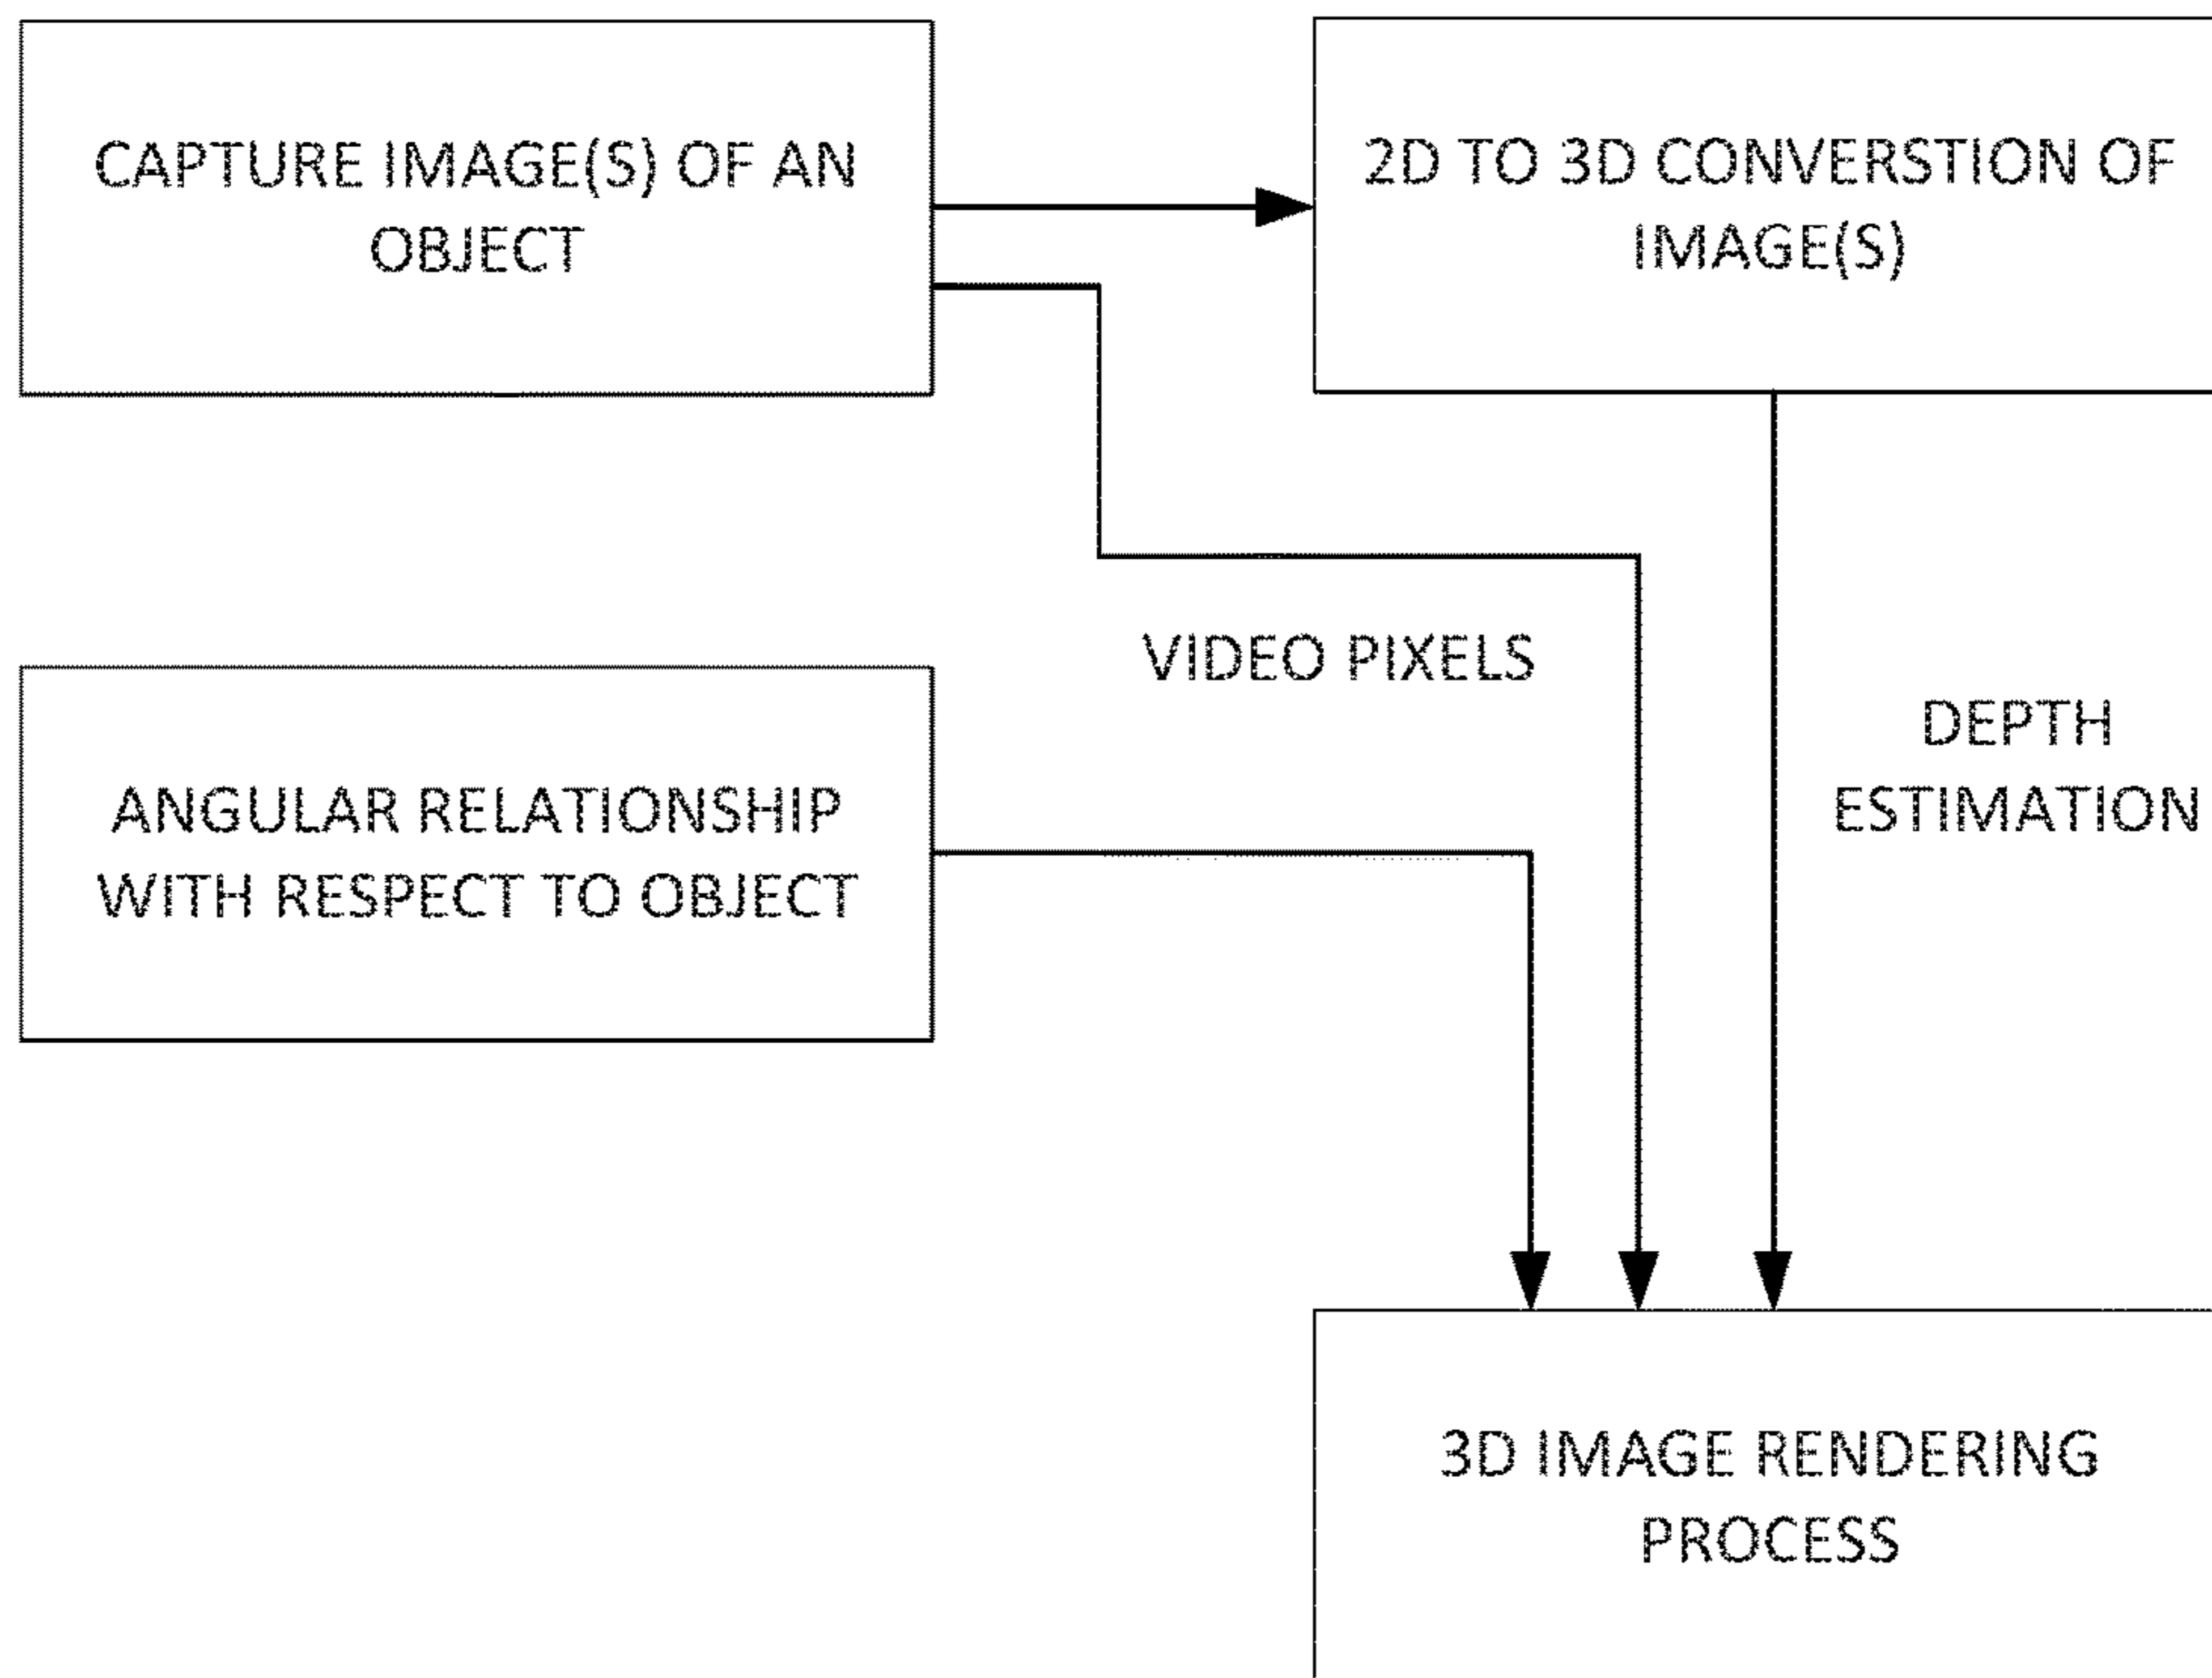 CAPTURE IMAGE(S) OF AN
OBJECT
2D TO 3D CONVERSTION OF
IMAGE(S)
VIDEO PIXELS
DEPTH
ESTIMATION
ANGULAR RELATIONSHIP
WITH RESPECT TO OBJECT
3D IMAGE RENDERING
PROCESS